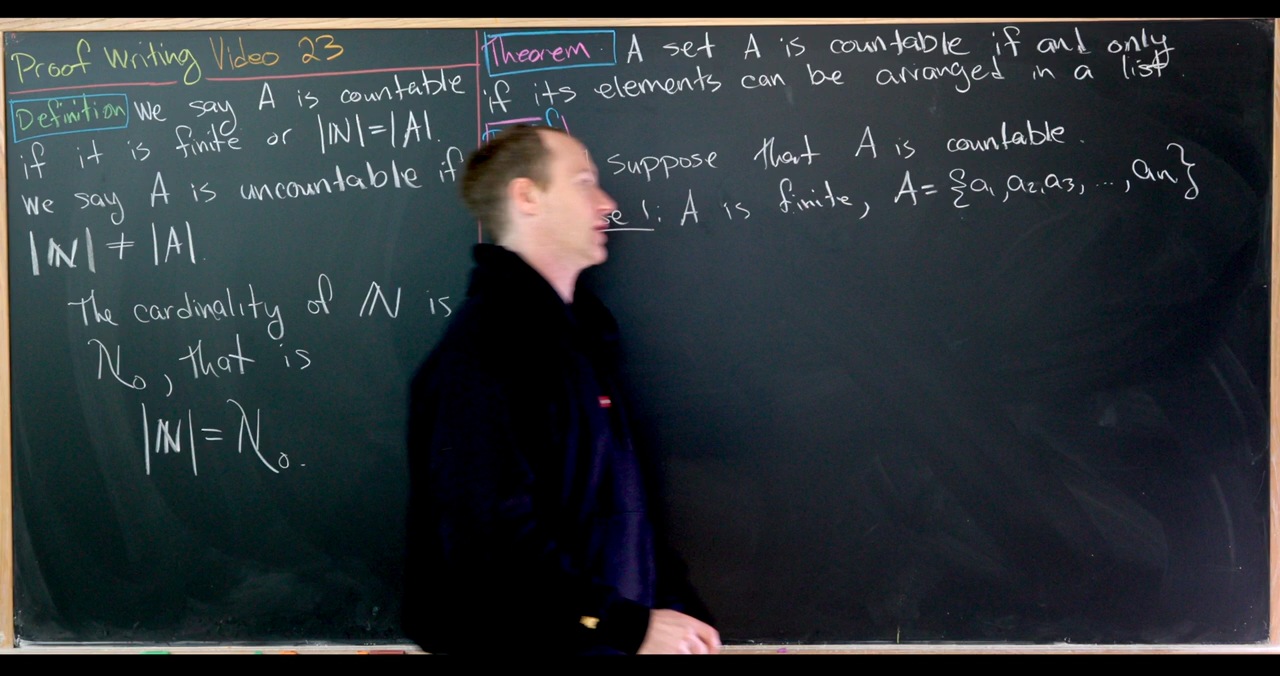 Proof Writing Video 23
Definition We say A is countable
if it is finite or |ℕ|=|A|.
We say A is uncountable if
|ℕ| ≠ |A|.
The cardinality of ℕ is
ℵ₀, that is
|ℕ| = ℵ₀.
Theorem. A set A is countable if and only
if its elements can be arranged in a list.
suppose that A is countable.
1: A is finite, A = {a₁, a₂, a₃, ..., aₙ}